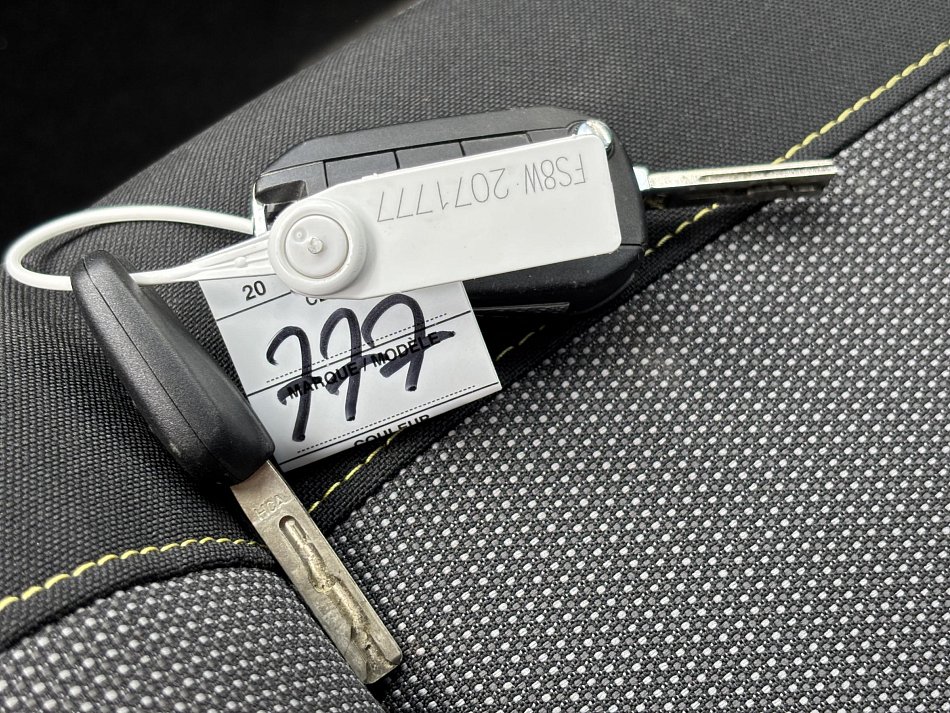 FS8W 2071777
20
777
MARQUE / MODÈLE
COULEUR